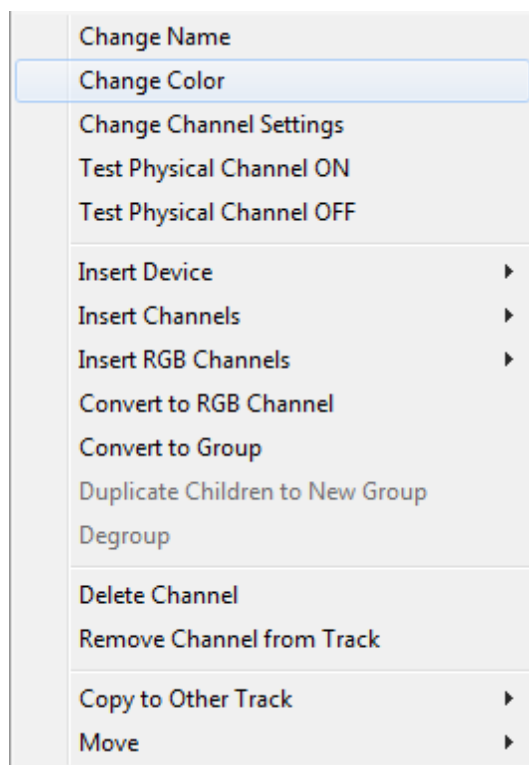 Change Name
Change Color
Change Channel Settings
Test Physical Channel ON
Test Physical Channel OFF
Insert Device
Insert Channels
Insert RGB Channels
Convert to RGB Channel
Convert to Group
Duplicate Children to New Group
Degroup
Delete Channel
Remove Channel from Track
Copy to Other Track
Move